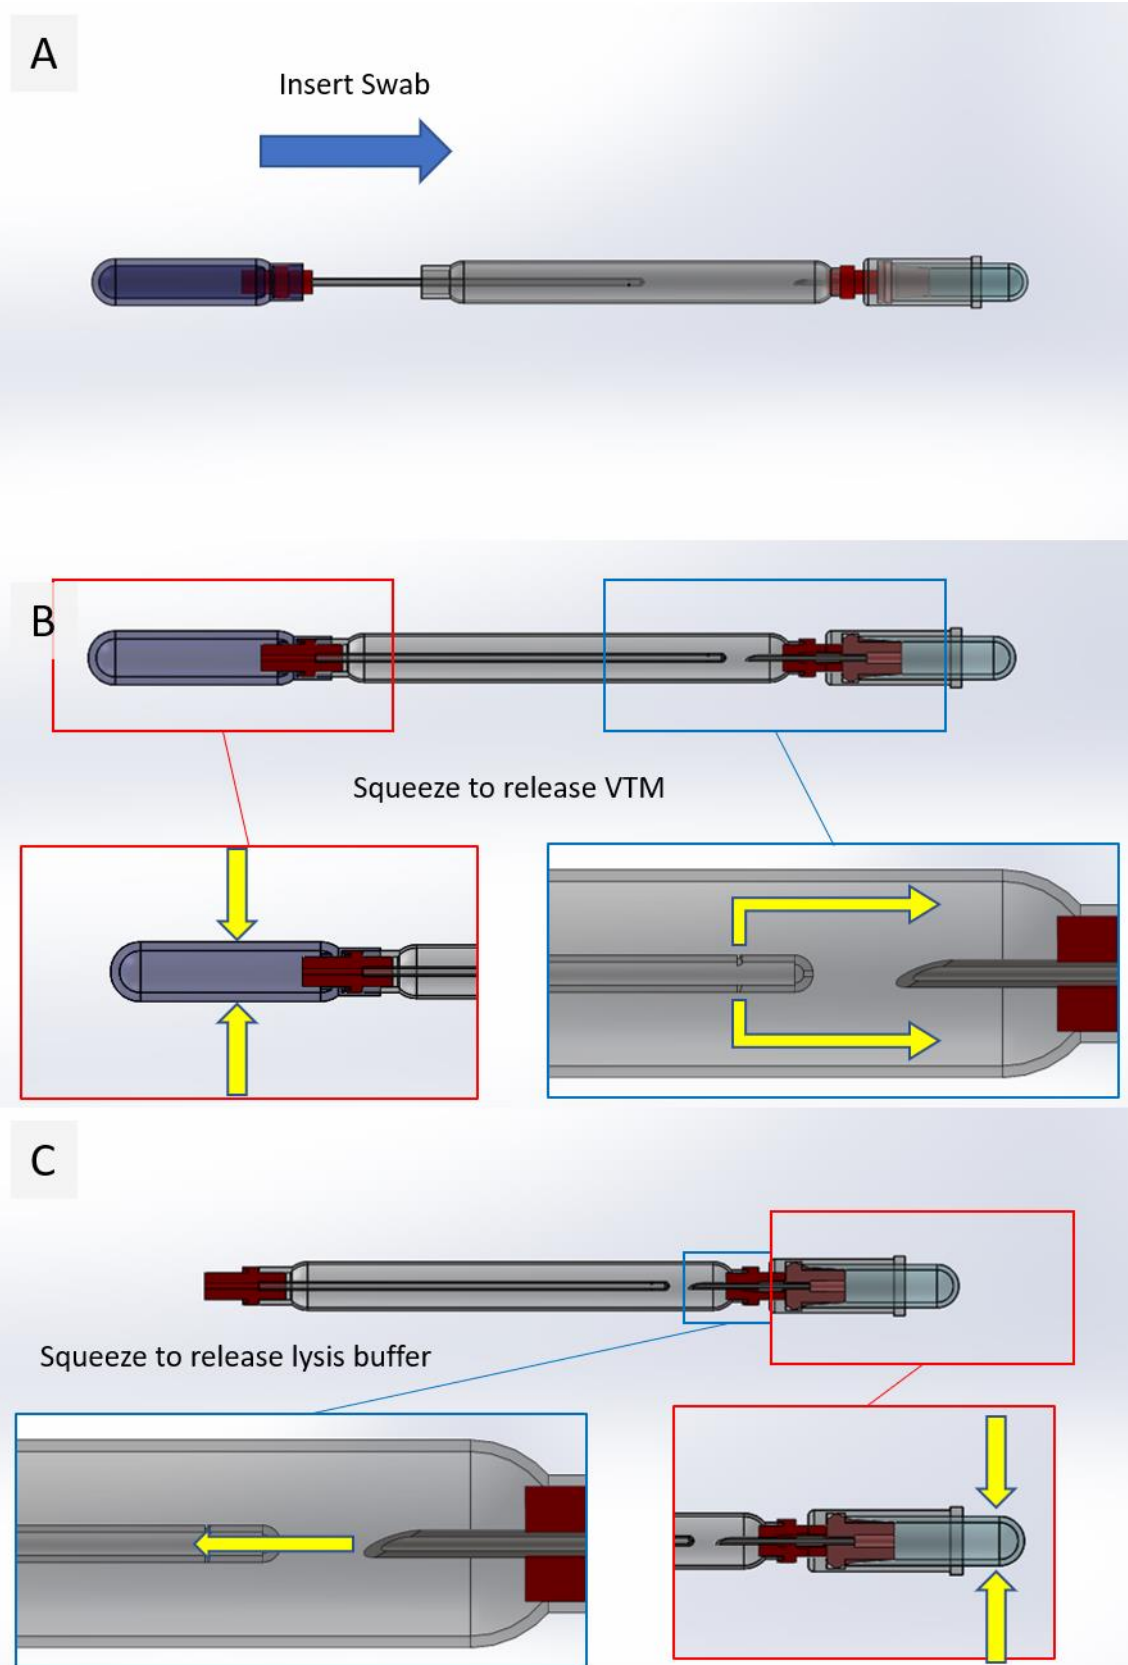 A
Insert Swab
B
Squeeze to release VTM
C
Squeeze to release lysis buffer